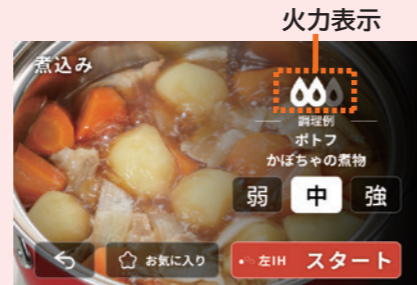 火力表示
煮込み
調理例
ポトフ
かぼちゃの煮物
弱 中 強
お気に入り
左IH スタート